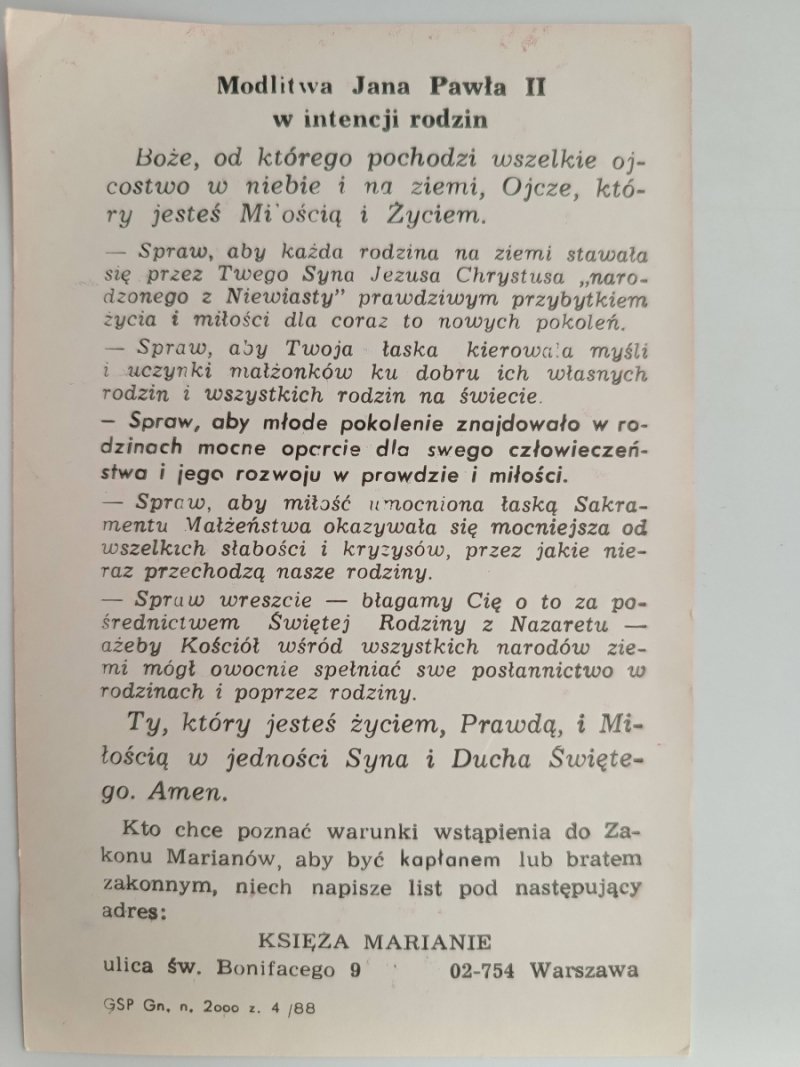 Modlitwa Jana Pawła II
w intencji rodzin
Boże, od którego pochodzi wszelkie oj-
costwo w niebie i na ziemi, Ojcze, któ-
ry jesteś Miłością i Życiem.
— Spraw, aby każda rodzina na ziemi stawała
się przez Twego Syna Jezusa Chrystusa „naro-
dzonego z Niewiasty” prawdziwym przybytkiem
życia i miłości dla coraz to nowych pokoleń.
— Spraw, aby Twoja łaska kierowała myśli
i uczynki małżonków ku dobru ich własnych
rodzin i wszystkich rodzin na świecie.
— Spraw, aby młode pokolenie znajdowało w ro-
dzinach mocne oparcie dla swego człowieczeń-
stwa i jego rozwoju w prawdzie i miłości.
— Spraw, aby miłość umocniona łaską Sakra-
mentu Małżeństwa okazywała się mocniejsza od
wszelkich słabości i kryzysów, przez jakie nie-
raz przechodzą nasze rodziny.
— Spraw wreszcie — błagamy Cię o to za po-
średnictwem Świętej Rodziny z Nazaretu —
ażeby Kościół wśród wszystkich narodów zie-
mi mógł owocnie spełniać swe posłannictwo w
rodzinach i poprzez rodziny.
Ty, który jesteś życiem, Prawdą, i Mi-
łością w jedności Syna i Ducha Święte-
go. Amen.
Kto chce poznać warunki wstąpienia do Za-
konu Marianów, aby być kapłanem lub bratem
zakonnym, niech napisze list pod następujący
adres:
KSIĘŻA MARIANIE
ulica św. Bonifacego 9 02-754 Warszawa
GSP Gn, n, 2000 z. 4 /88